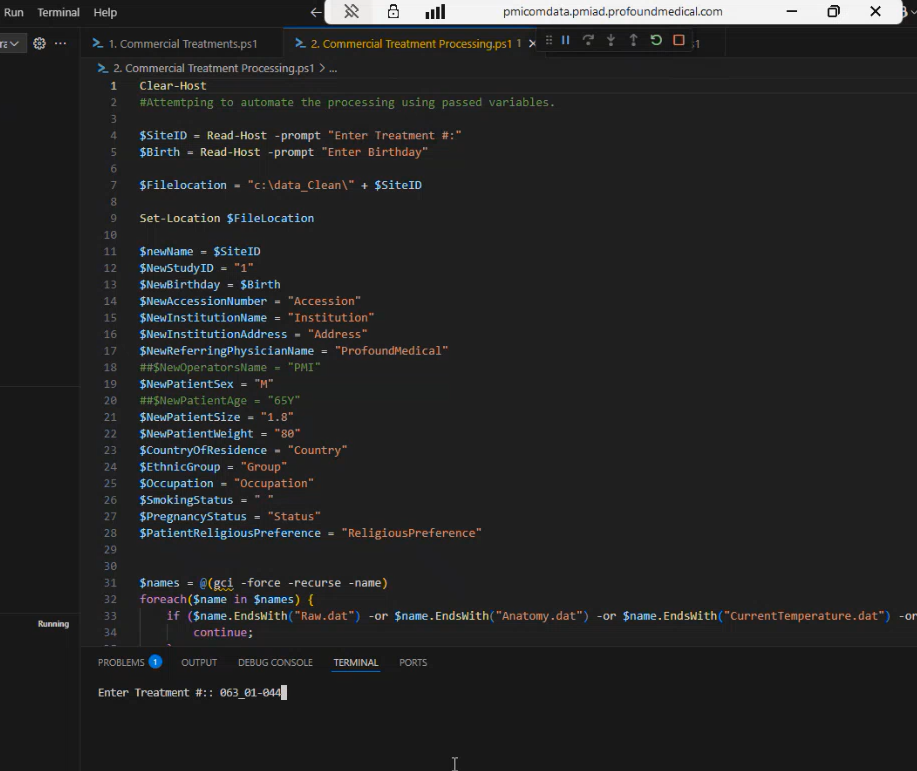 Run Terminal Help
pmicomdata.pmiad.profoundmedical.com
1. Commercial Treatments.ps1
2. Commercial Treatment Processing.ps1 1
2. Commercial Treatment Processing.ps1 > ...
1 Clear-Host
2 #Attemtping to automate the processing using passed variables.
3
4 $SiteID = Read-Host -prompt "Enter Treatment #:"
5 $Birth = Read-Host -prompt "Enter Birthday"
6
7 $Filelocation = "c:\data_Clean\" + $SiteID
8
9 Set-Location $FileLocation
10
11 $newName = $SiteID
12 $NewStudyID = "1"
13 $NewBirthday = $Birth
14 $NewAccessionNumber = "Accession"
15 $NewInstitutionName = "Institution"
16 $NewInstitutionAddress = "Address"
17 $NewReferringPhysicianName = "ProfoundMedical"
18 ##$NewOperatorsName = "PMI"
19 $NewPatientSex = "M"
20 ##$NewPatientAge = "65Y"
21 $NewPatientSize = "1.8"
22 $NewPatientWeight = "80"
23 $CountryOfResidence = "Country"
24 $EthnicGroup = "Group"
25 $Occupation = "Occupation"
26 $SmokingStatus = " "
27 $PregnancyStatus = "Status"
28 $PatientReligiousPreference = "ReligiousPreference"
29
30
31 $names = @(gci -force -recurse -name)
32 foreach($name in $names) {
33 if ($name.EndsWith("Raw.dat") -or $name.EndsWith("Anatomy.dat") -or $name.EndsWith("CurrentTemperature.dat") -or
34 continue;
Running
PROBLEMS 1 OUTPUT DEBUG CONSOLE TERMINAL PORTS
Enter Treatment #:: 063_01-044